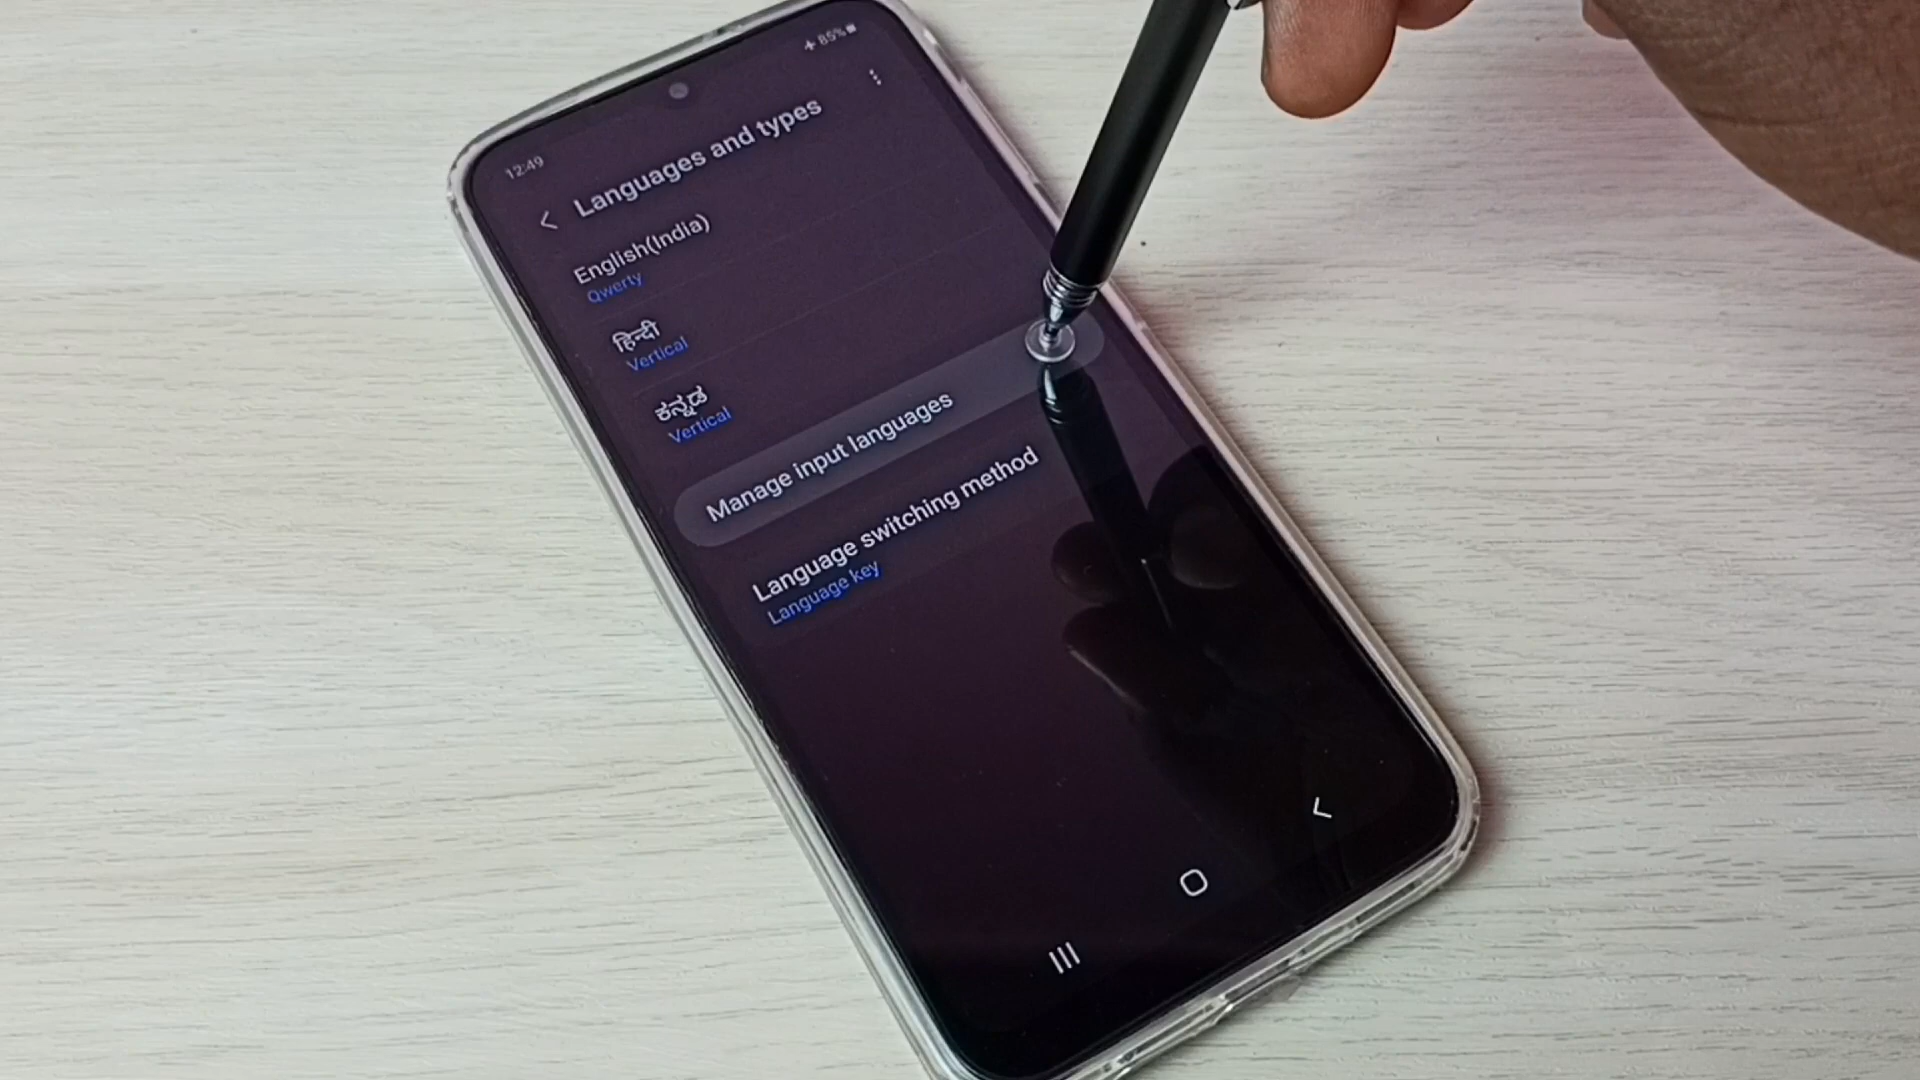 12:49
85%
Languages and types
English(India)
Qwerty
हिन्दी
Vertical
ಕನ್ನಡ
Vertical
Manage input languages
Language switching method
Language key